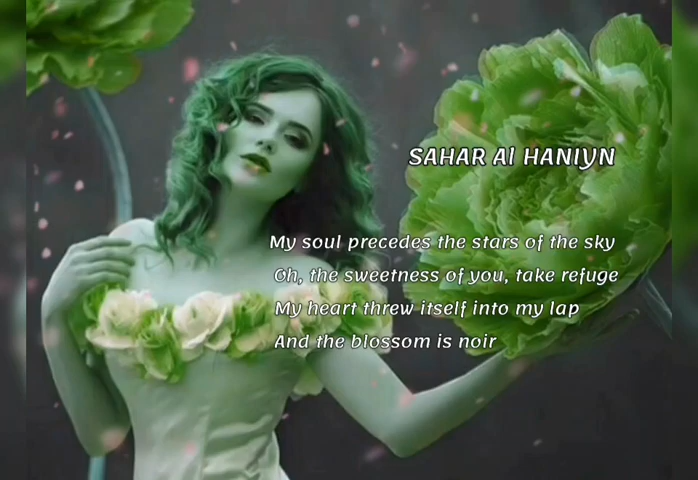 SAHAR Al HANIYN
My soul precedes the stars of the sky
Oh, the sweetness of you, take refuge
My heart threw itself into my lap
And the blossom is noir